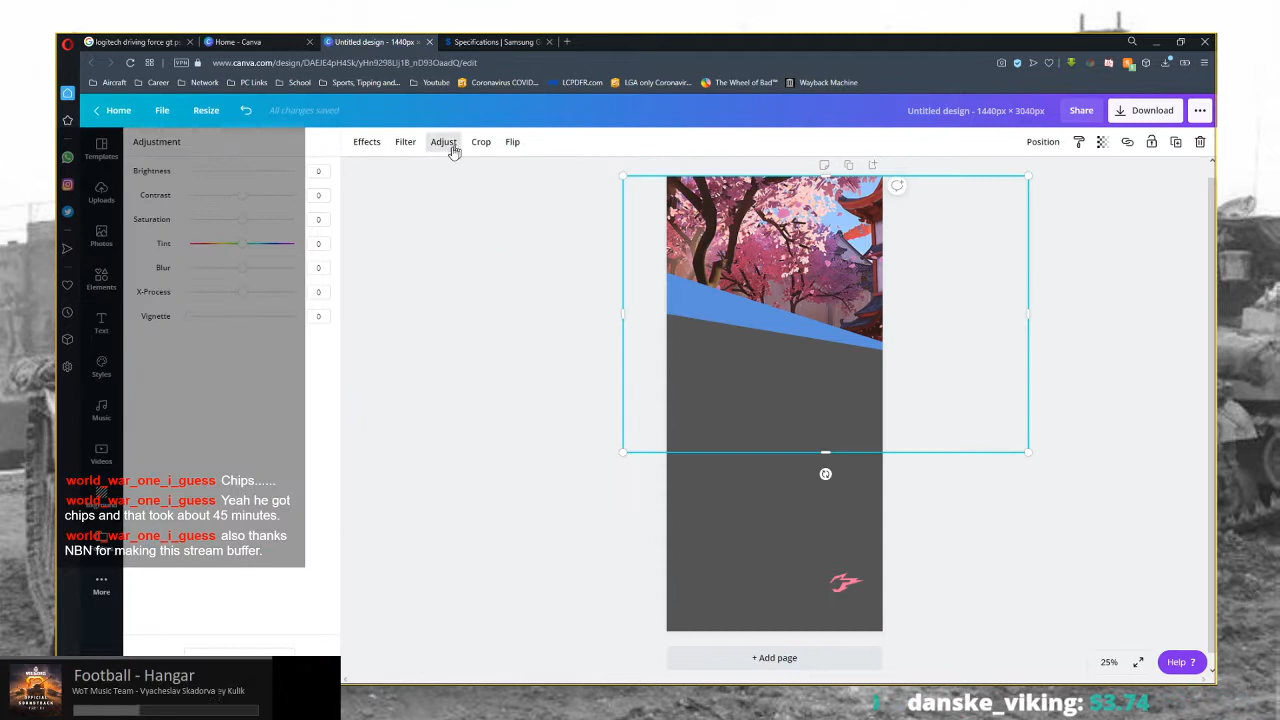 logitech driving force gt ps
Home - Canva
Untitled design - 1440px
Specifications | Samsung G
VPN
www.canva.com/design/DAEJE4pH4Sk/yHn9298Llj1B_nD93OaadQ/edit
Aircraft
Career
Network
PC Links
School
Sports, Tipping and...
Youtube
Coronavirus COVID...
LCPDFR.com
LGA only Coronavir...
The Wheel of Bad™
Wayback Machine
Home
File
Resize
All changes saved
Untitled design - 1440px × 3040px
Share
Download
Adjustment
Effects
Filter
Adjust
Crop
Flip
Position
Templates
Uploads
Photos
Elements
Text
Styles
Music
Videos
More
Brightness 0
Contrast 0
Saturation 0
Tint 0
Blur 0
X-Process 0
Vignette 0
world_war_one_i_guess Chips......
world_war_one_i_guess Yeah he got
chips and that took about 45 minutes.
world_war_one_i_guess also thanks
NBN for making this stream buffer.
+ Add page
25%
Help ?
Football - Hangar
WoT Music Team - Vyacheslav Skadorva by Kulik
danske_viking: $3.74